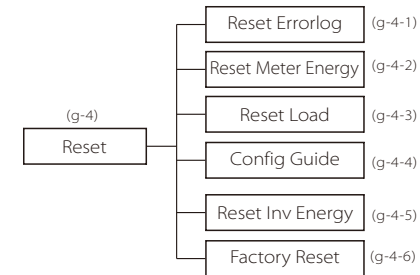 Reset Errorlog (g-4-1)
Reset Meter Energy (g-4-2)
(g-4)
Reset Load (g-4-3)
Reset
Config Guide (g-4-4)
Reset Inv Energy (g-4-5)
Factory Reset (g-4-6)